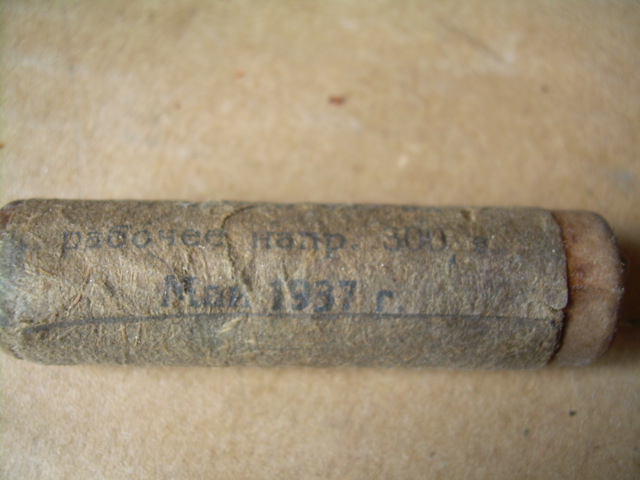 рабочее напр. 300 в.
Май 1937 г.